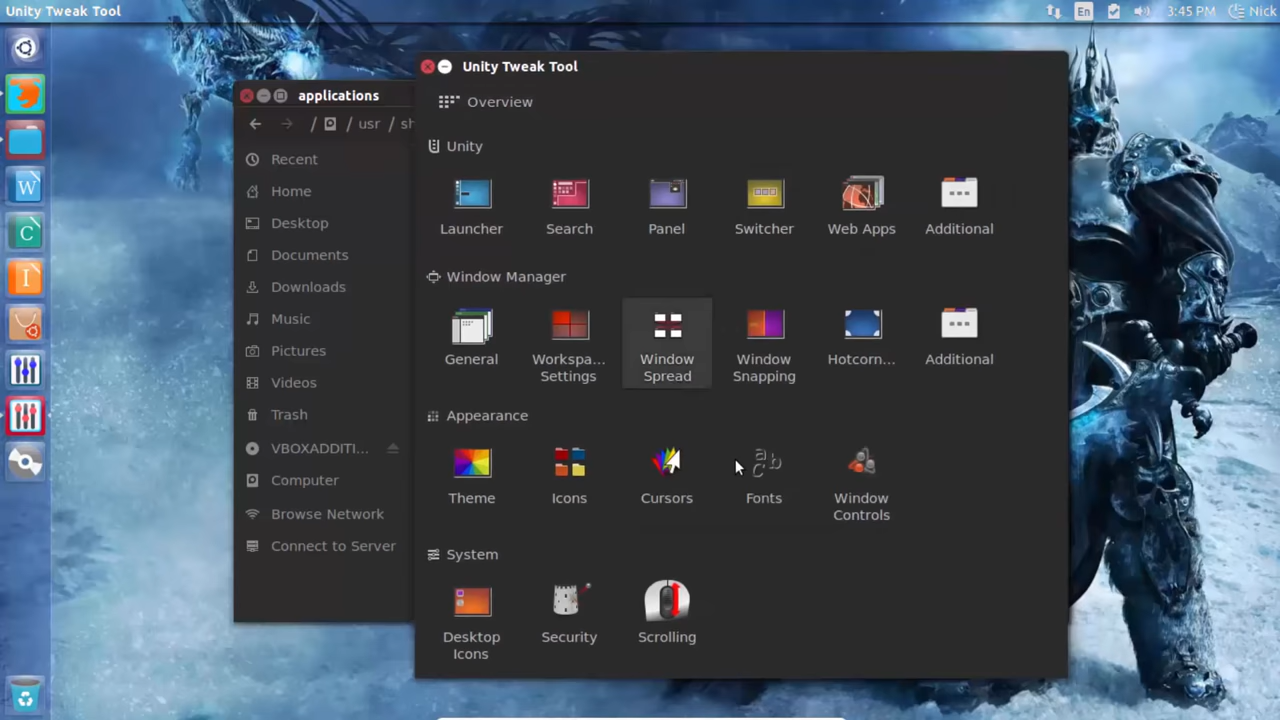 Unity Tweak Tool
En
3:45 PM
Nick
applications
/ usr / sh
Recent
Home
Desktop
Documents
Downloads
Music
Pictures
Videos
Trash
VBOXADDITI...
Computer
Browse Network
Connect to Server
Unity Tweak Tool
Overview
Unity
Launcher
Search
Panel
Switcher
Web Apps
Additional
Window Manager
General
Workspa...
Settings
Window
Spread
Window
Snapping
Hotcorn...
Additional
Appearance
Theme
Icons
Cursors
Fonts
Window
Controls
System
Desktop
Icons
Security
Scrolling
W
C
I